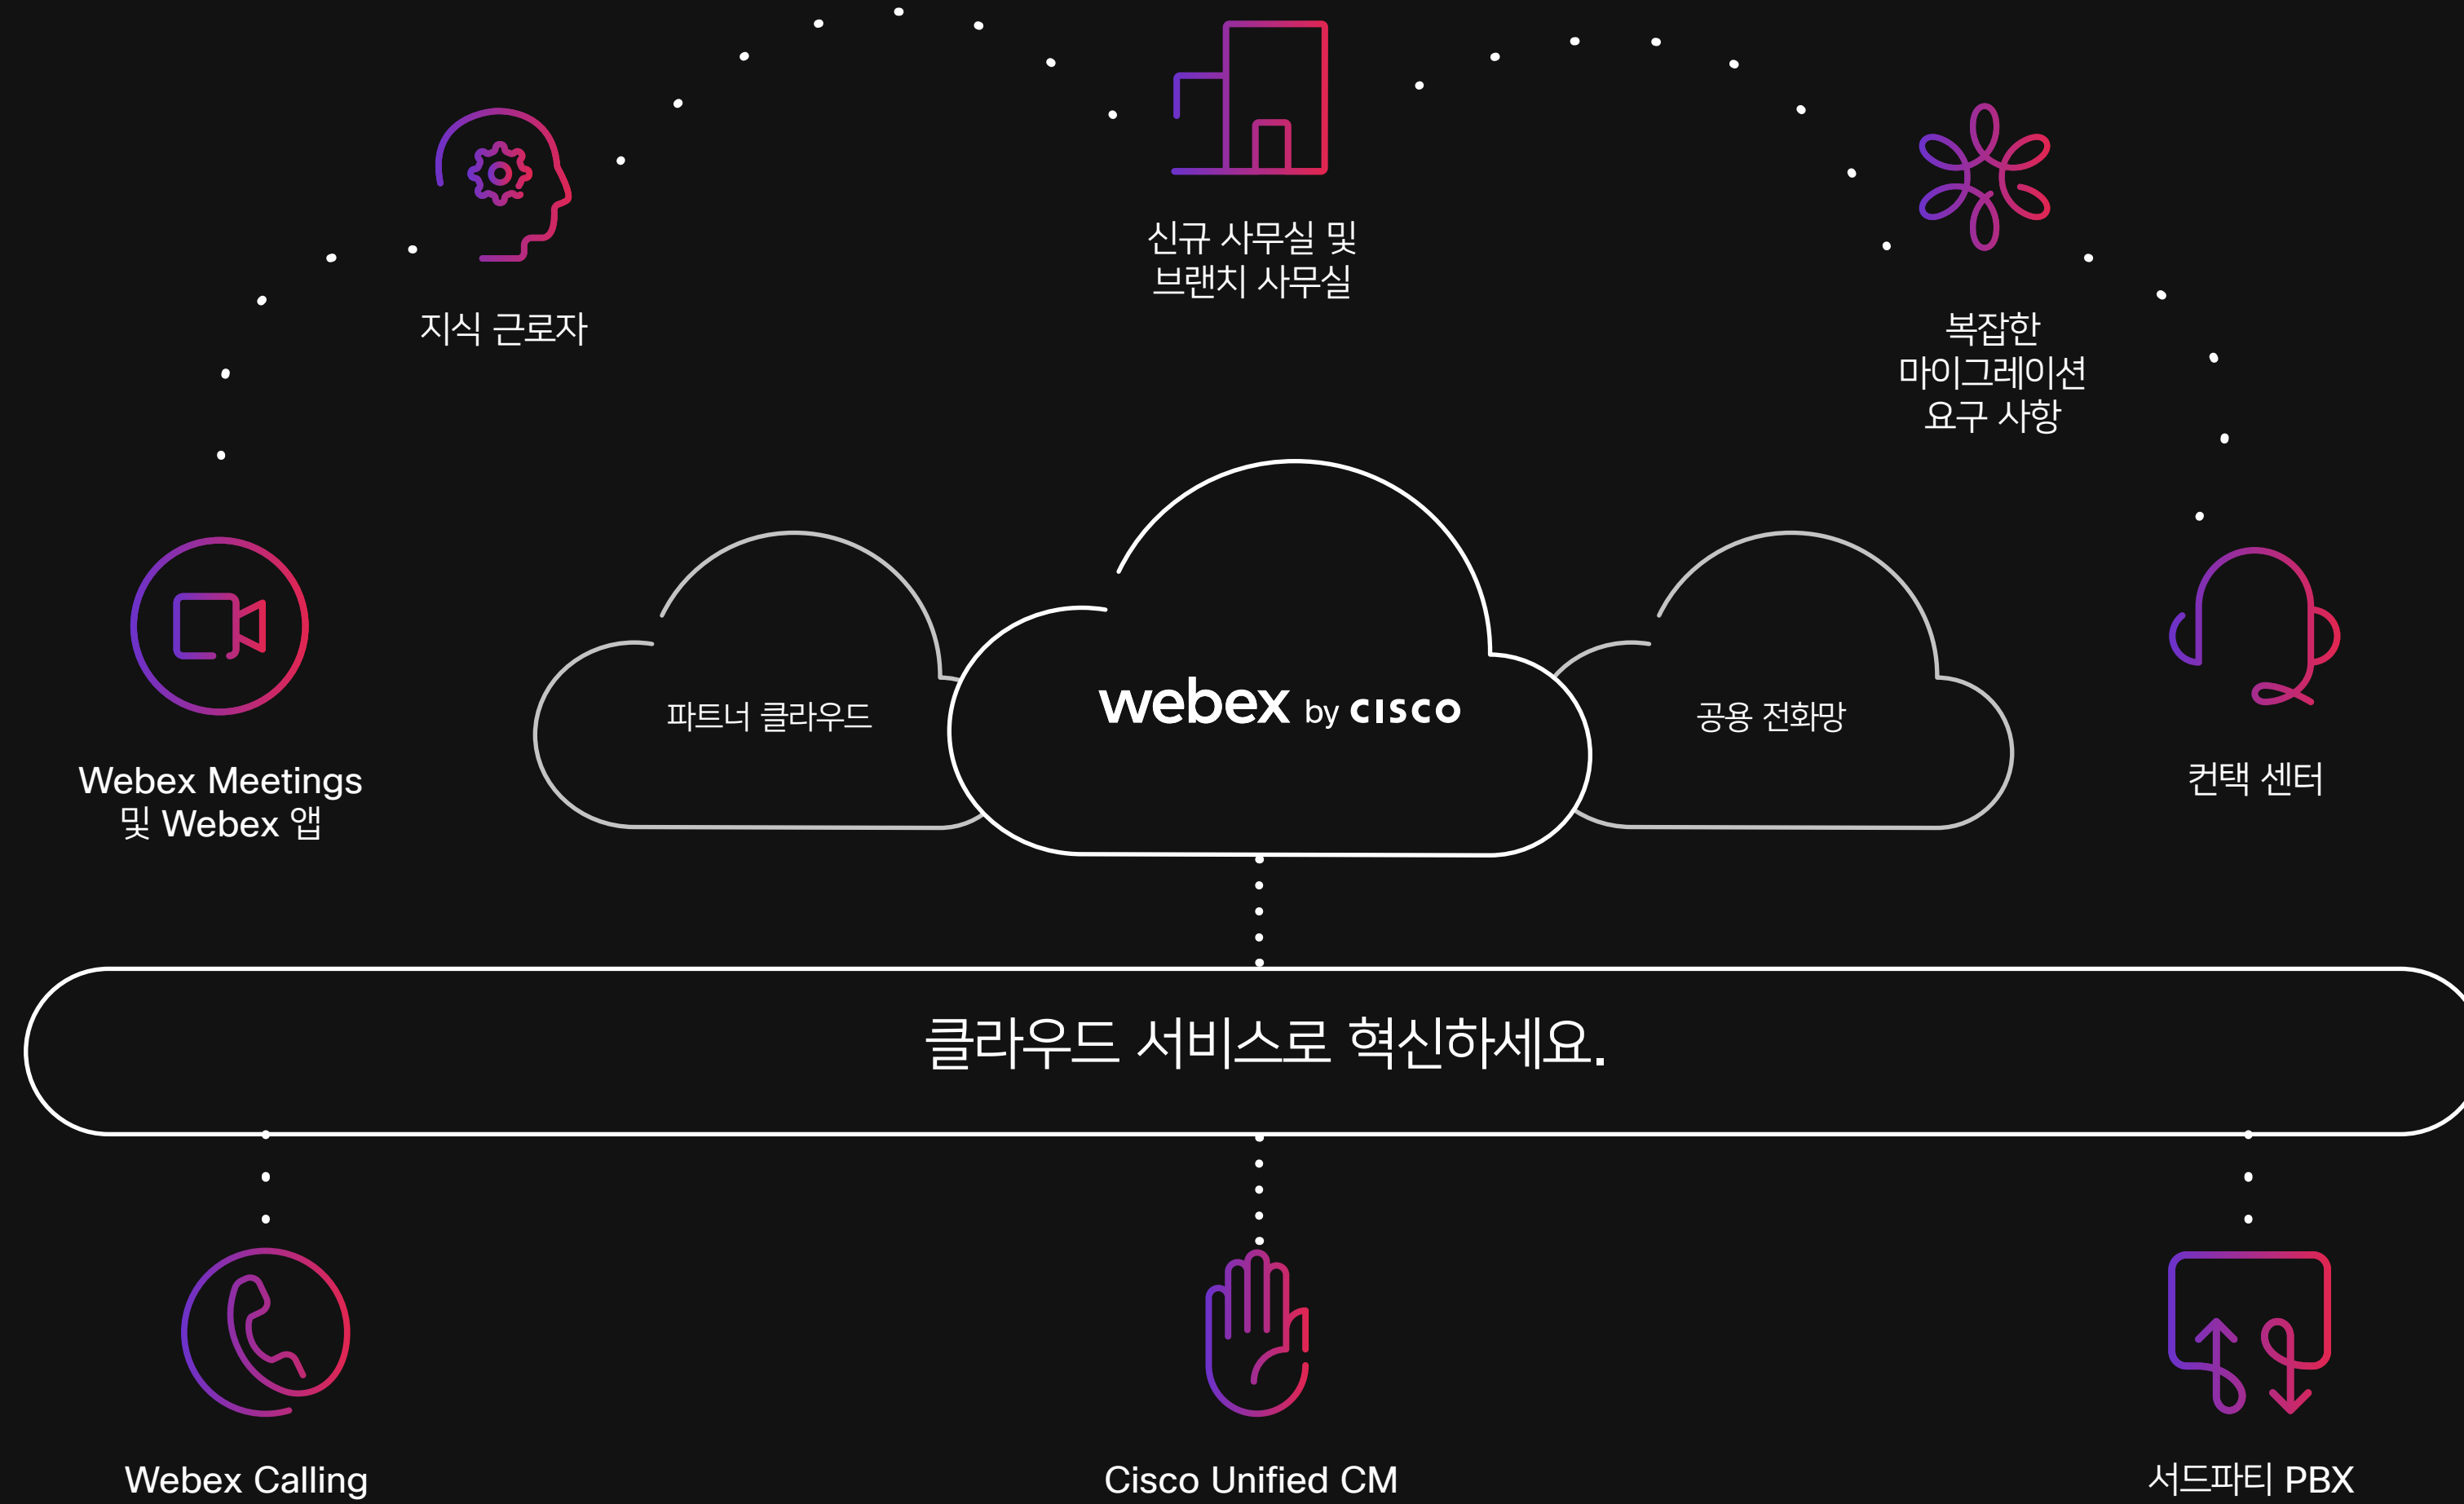 신규 사무실 및
브랜치 사무실
지식 근로자
복잡한
마이그레이션
요구 사항
파트너 클라우드
webex by cisco
공용 전화망
Webex Meetings
및 Webex 앱
컨택 센터
클라우드 서비스로 혁신하세요.
Webex Calling
Cisco Unified CM
서드파티 PBX